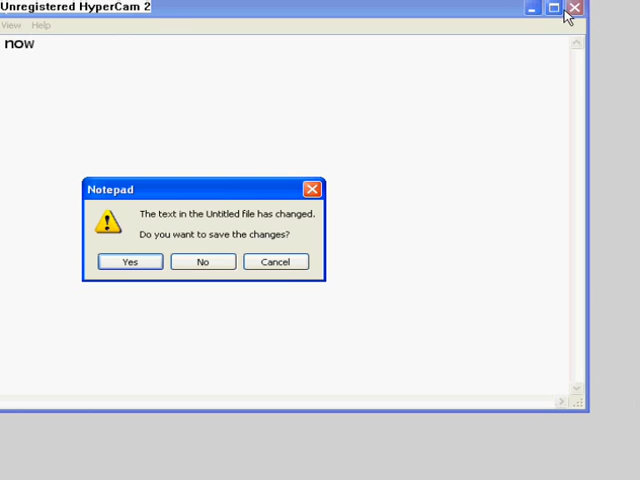 Unregistered HyperCam 2
View Help
now
Notepad
The text in the Untitled file has changed.
Do you want to save the changes?
Yes No Cancel